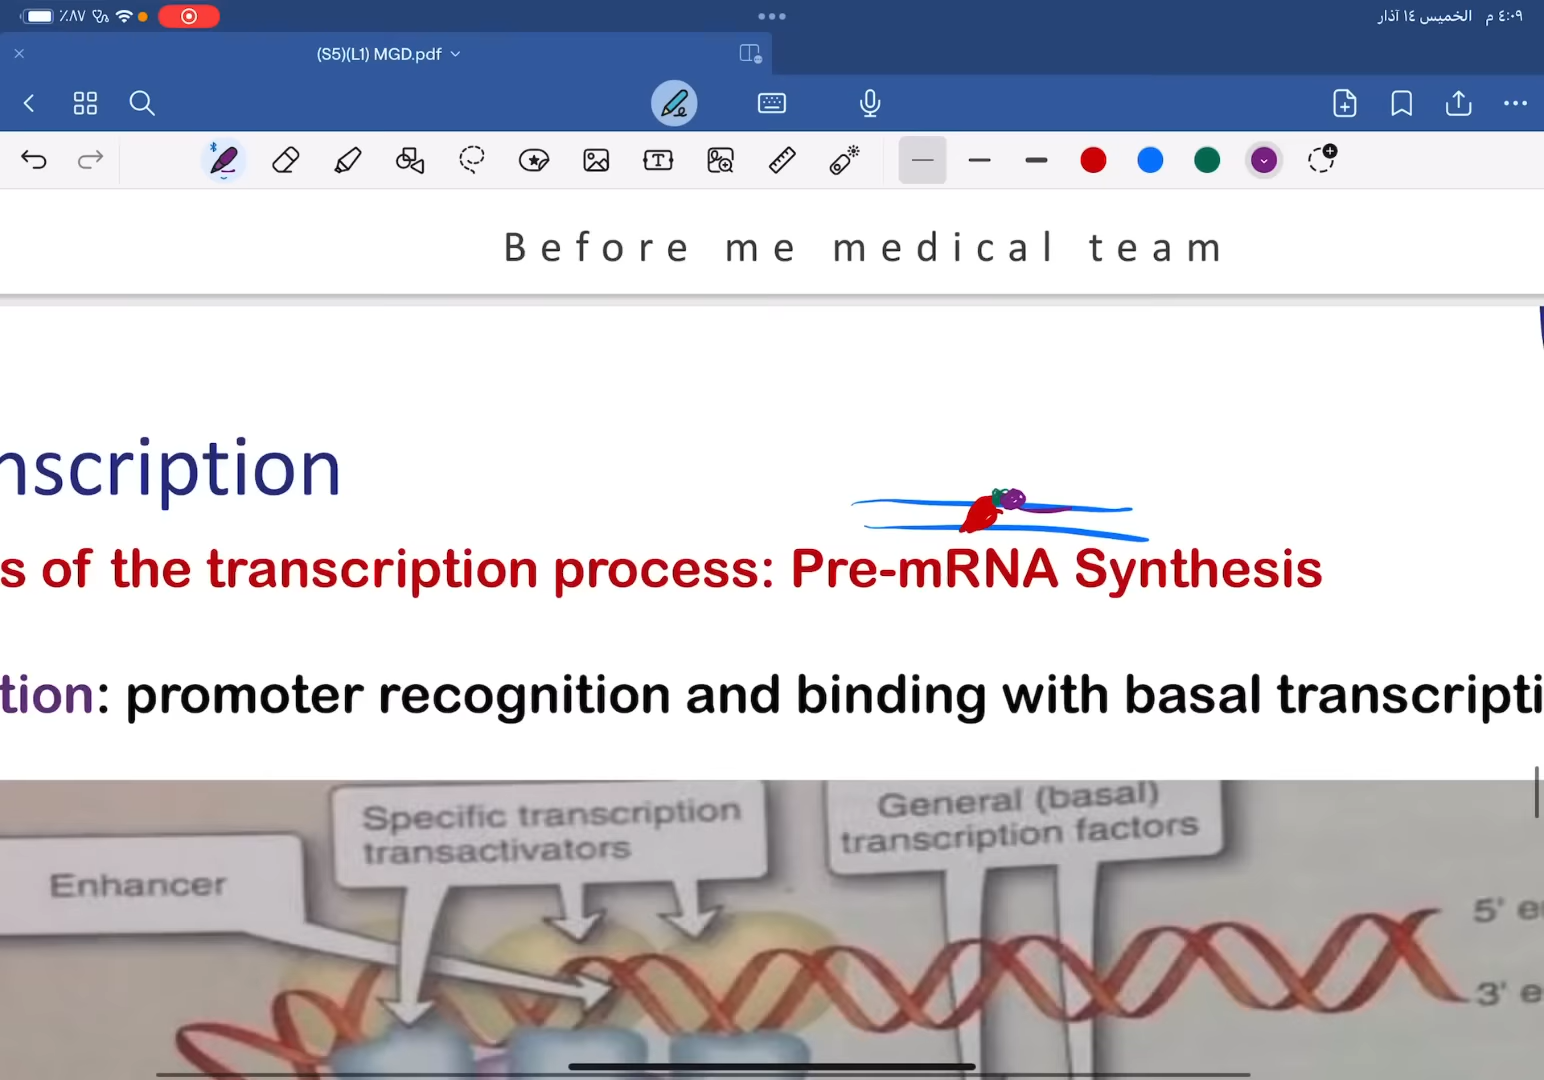 ٪٨٧
٤:٠٩ م الخميس ١٤ آذار
(S5)(L1) MGD.pdf
Before me medical team
nscription
s of the transcription process: Pre-mRNA Synthesis
tion: promoter recognition and binding with basal transcripti
Specific transcription
transactivators
General (basal)
transcription factors
Enhancer
5' e
3' e